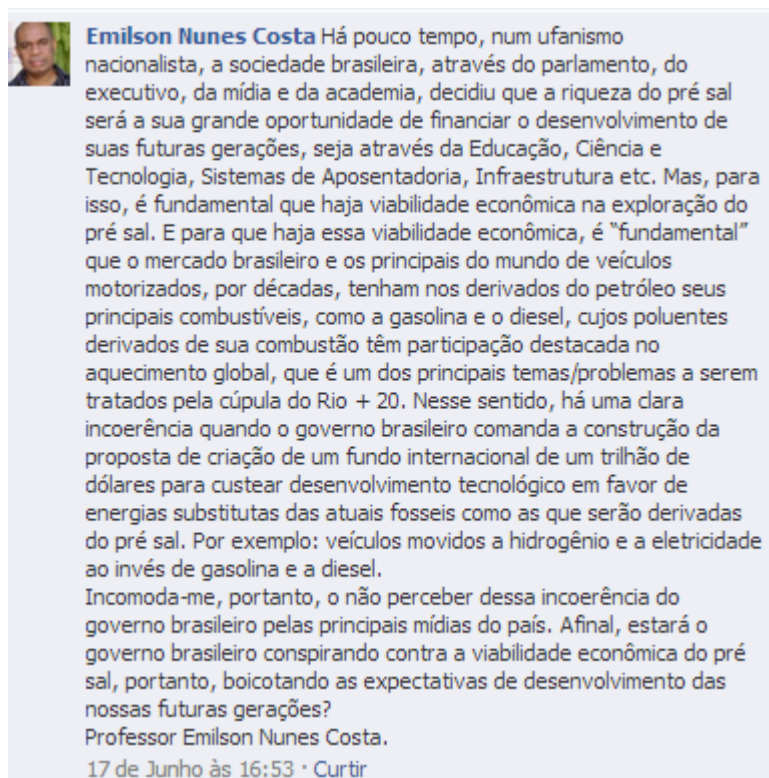 Emilson Nunes Costa Há pouco tempo, num ufanismo
nacionalista, a sociedade brasileira, através do parlamento, do
executivo, da mídia e da academia, decidiu que a riqueza do pré sal
será a sua grande oportunidade de financiar o desenvolvimento de
suas futuras gerações, seja através da Educação, Ciência e
Tecnologia, Sistemas de Aposentadoria, Infraestrutura etc. Mas, para
isso, é fundamental que haja viabilidade econômica na exploração do
pré sal. E para que haja essa viabilidade econômica, é “fundamental”
que o mercado brasileiro e os principais do mundo de veículos
motorizados, por décadas, tenham nos derivados do petróleo seus
principais combustíveis, como a gasolina e o diesel, cujos poluentes
derivados de sua combustão têm participação destacada no
aquecimento global, que é um dos principais temas/problemas a serem
tratados pela cúpula do Rio + 20. Nesse sentido, há uma clara
incoerência quando o governo brasileiro comanda a construção da
proposta de criação de um fundo internacional de um trilhão de
dólares para custear desenvolvimento tecnológico em favor de
energias substitutas das atuais fosseis como as que serão derivadas
do pré sal. Por exemplo: veículos movidos a hidrogênio e a eletricidade
ao invés de gasolina e a diesel.
Incomoda-me, portanto, o não perceber dessa incoerência do
governo brasileiro pelas principais mídias do país. Afinal, estará o
governo brasileiro conspirando contra a viabilidade econômica do pré
sal, portanto, boicotando as expectativas de desenvolvimento das
nossas futuras gerações?
Professor Emilson Nunes Costa.
17 de Junho às 16:53 · Curtir